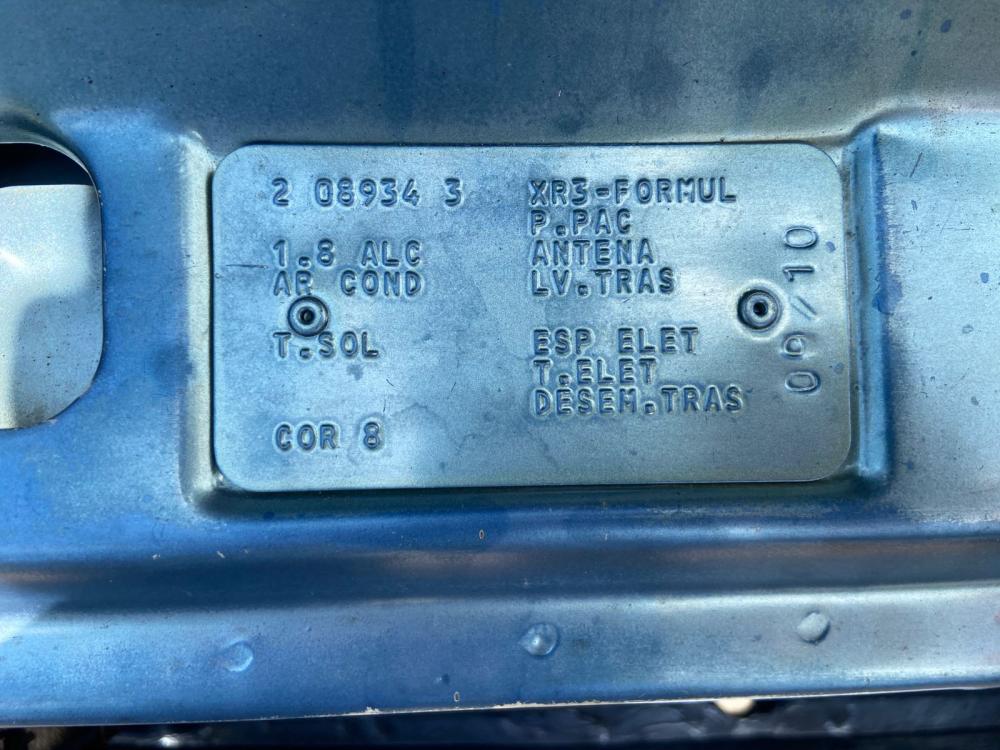 2 08934 3
1.8 ALC
AR COND
T.SOL
COR 8
XR3-FORMUL
P.PAC
ANTENA
LV.TRAS
ESP ELET
T.ELET
DESEM.TRAS
09/10